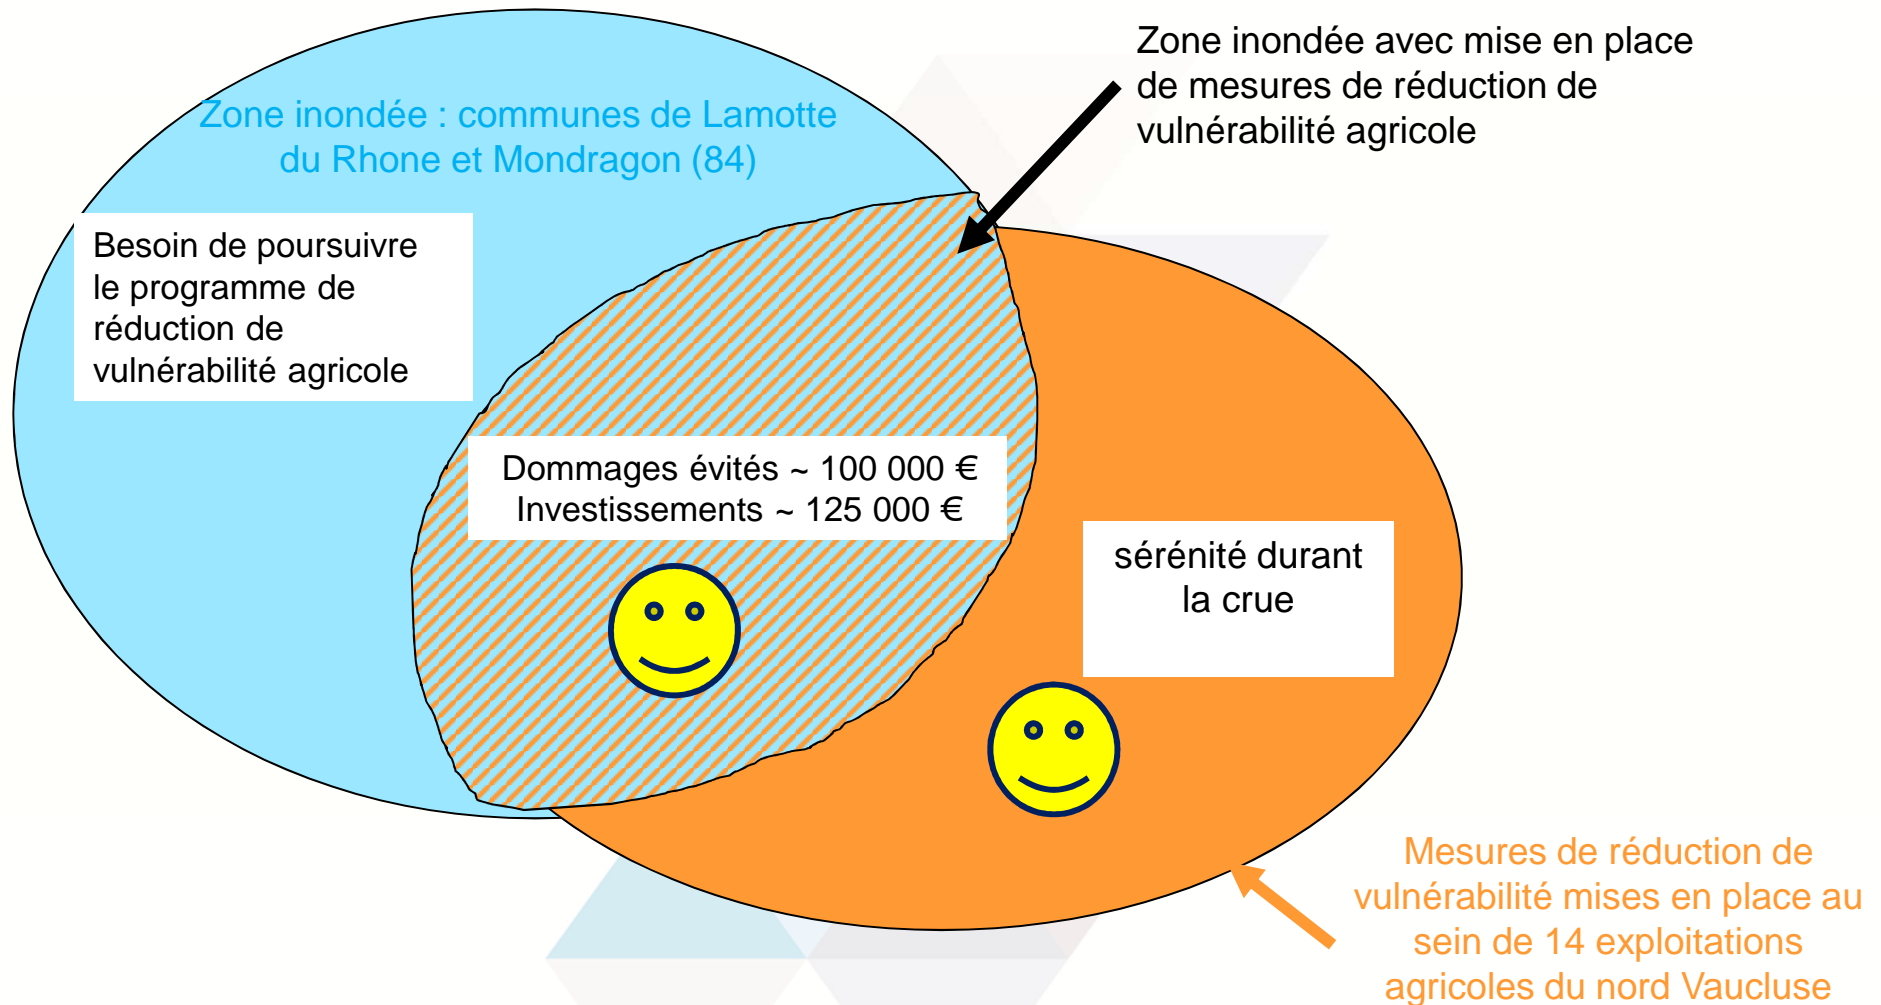 Zone inondée avec mise en place
de mesures de réduction de
vulnérabilité agricole
Zone inondée : communes de Lamotte
du Rhone et Mondragon (84)
Besoin de poursuivre
le programme de
réduction de
vulnérabilité agricole
Dommages évités ~ 100 000 €
Investissements ~ 125 000 €
sérénité durant
la crue
Mesures de réduction de
vulnérabilité mises en place au
sein de 14 exploitations
agricoles du nord Vaucluse